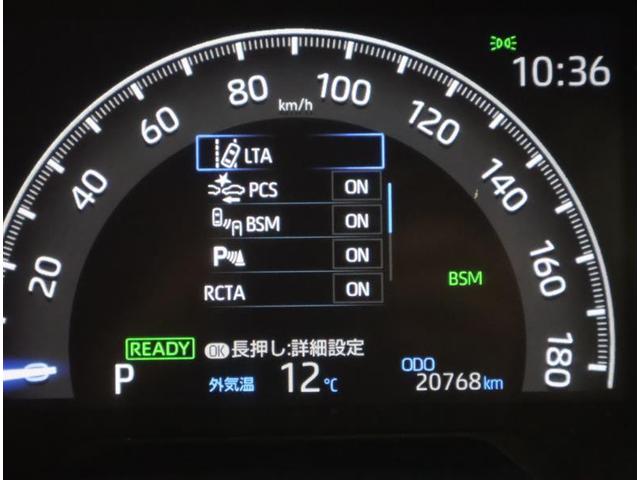 10:36
20
40
60
80
100
120
140
160
180
km/h
LTA
PCS ON
BSM ON
P ON
RCTA ON
BSM
READY
OK 長押し:詳細設定
P
外気温 12℃
ODO
20768km
0